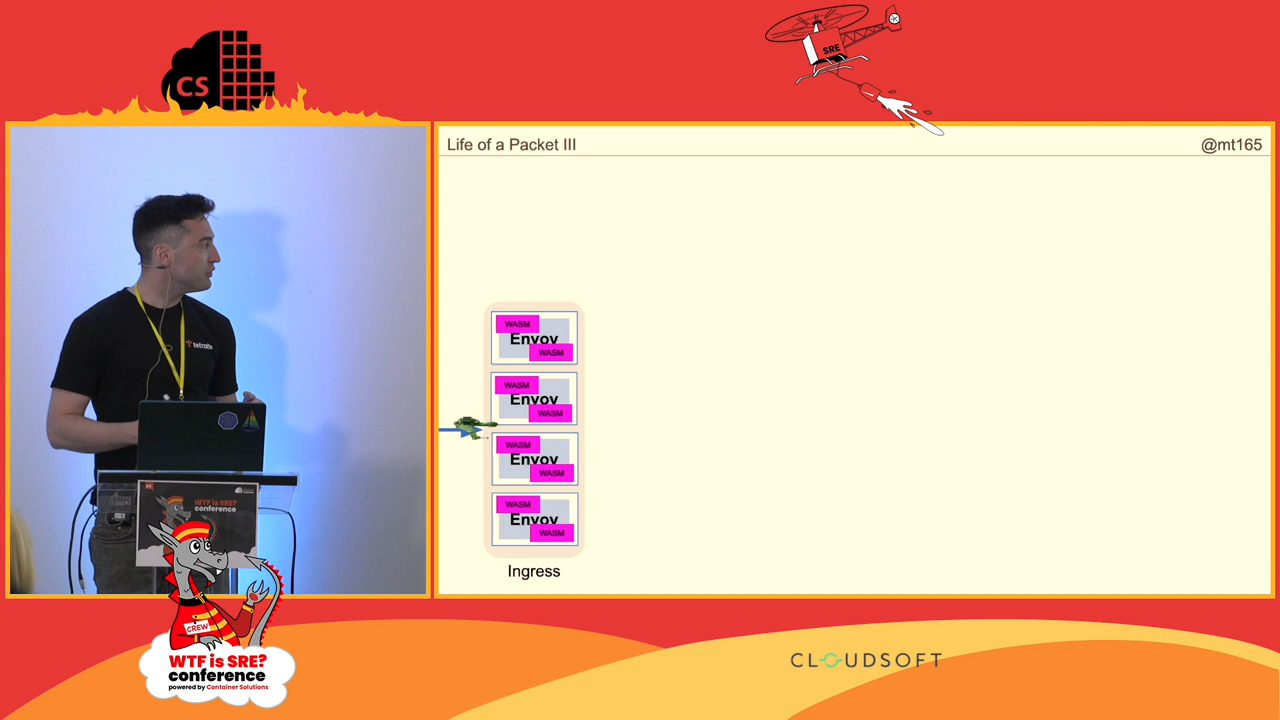 CS
SRE
Life of a Packet III
@mt165
WASM
Envoy
WASM
WASM
Envoy
WASM
WASM
Envoy
WASM
WASM
Envoy
WASM
Ingress
tetrate
WTF is SRE?
conference
CREW
WTF is SRE?
conference
powered by Container Solutions
CLOUDSOFT